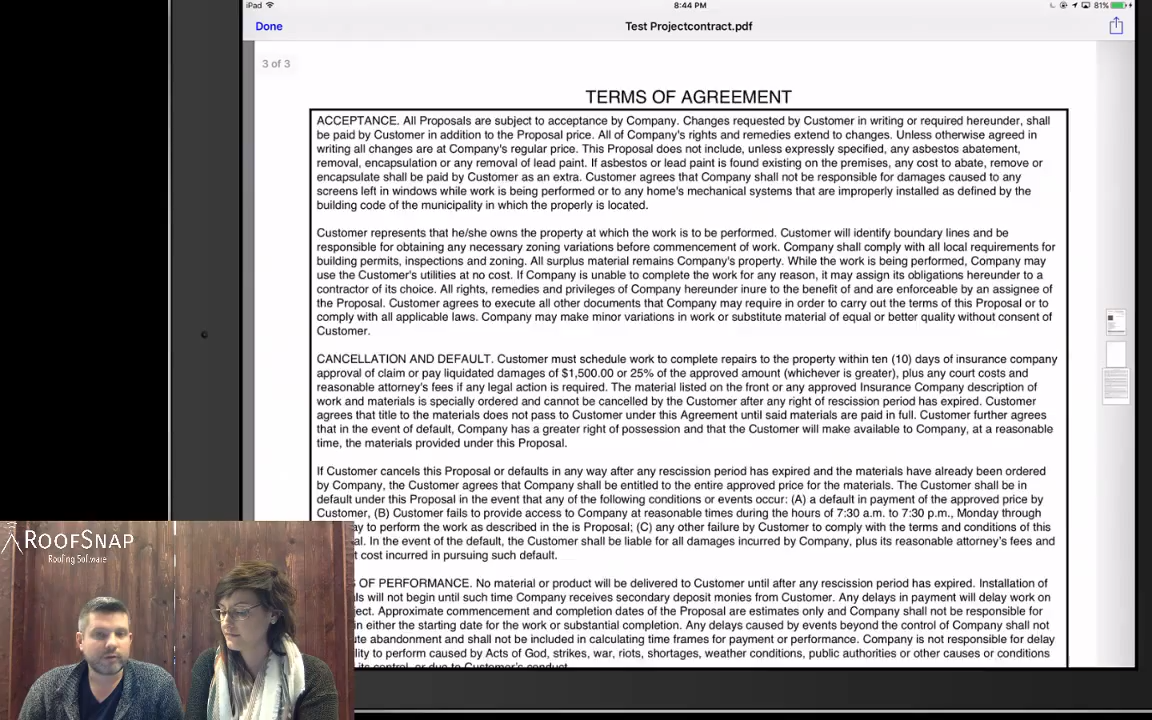 iPad
8:44 PM
81%
Done
Test Projectcontract.pdf
3 of 3
TERMS OF AGREEMENT
ACCEPTANCE. All Proposals are subject to acceptance by Company. Changes requested by Customer in writing or required hereunder, shall
be paid by Customer in addition to the Proposal price. All of Company's rights and remedies extend to changes. Unless otherwise agreed in
writing all changes are at Company's regular price. This Proposal does not include, unless expressly specified, any asbestos abatement,
removal, encapsulation or any removal of lead paint. If asbestos or lead paint is found existing on the premises, any cost to abate, remove or
encapsulate shall be paid by Customer as an extra. Customer agrees that Company shall not be responsible for damages caused to any
screens left in windows while work is being performed or to any home's mechanical systems that are improperly installed as defined by the
building code of the municipality in which the properly is located.
Customer represents that he/she owns the property at which the work is to be performed. Customer will identify boundary lines and be
responsible for obtaining any necessary zoning variations before commencement of work. Company shall comply with all local requirements for
building permits, inspections and zoning. All surplus material remains Company's property. While the work is being performed, Company may
use the Customer's utilities at no cost. If Company is unable to complete the work for any reason, it may assign its obligations hereunder to a
contractor of its choice. All rights, remedies and privileges of Company hereunder inure to the benefit of and are enforceable by an assignee of
the Proposal. Customer agrees to execute all other documents that Company may require in order to carry out the terms of this Proposal or to
comply with all applicable laws. Company may make minor variations in work or substitute material of equal or better quality without consent of
Customer.
CANCELLATION AND DEFAULT. Customer must schedule work to complete repairs to the property within ten (10) days of insurance company
approval of claim or pay liquidated damages of $1,500.00 or 25% of the approved amount (whichever is greater), plus any court costs and
reasonable attorney's fees if any legal action is required. The material listed on the front or any approved Insurance Company description of
work and materials is specially ordered and cannot be cancelled by the Customer after any right of rescission period has expired. Customer
agrees that title to the materials does not pass to Customer under this Agreement until said materials are paid in full. Customer further agrees
that in the event of default, Company has a greater right of possession and that the Customer will make available to Company, at a reasonable
time, the materials provided under this Proposal.
If Customer cancels this Proposal or defaults in any way after any rescission period has expired and the materials have already been ordered
by Company, the Customer agrees that Company shall be entitled to the entire approved price for the materials. The Customer shall be in
default under this Proposal in the event that any of the following conditions or events occur: (A) a default in payment of the approved price by
Customer, (B) Customer fails to provide access to Company at reasonable times during the hours of 7:30 a.m. to 7:30 p.m., Monday through
ay to perform the work as described in the is Proposal; (C) any other failure by Customer to comply with the terms and conditions of this
al. In the event of the default, the Customer shall be liable for all damages incurred by Company, plus its reasonable attorney's fees and
t cost incurred in pursuing such default.
S OF PERFORMANCE. No material or product will be delivered to Customer until after any rescission period has expired. Installation of
ls will not begin until such time Company receives secondary deposit monies from Customer. Any delays in payment will delay work on
ject. Approximate commencement and completion dates of the Proposal are estimates only and Company shall not be responsible for
in either the starting date for the work or substantial completion. Any delays caused by events beyond the control of Company shall not
ute abandonment and shall not be included in calculating time frames for payment or performance. Company is not responsible for delay
lity to perform caused by Acts of God, strikes, war, riots, shortages, weather conditions, public authorities or other causes or conditions
its control, or due to Customer's conduct.
ROOFSNAP
Roofing Software